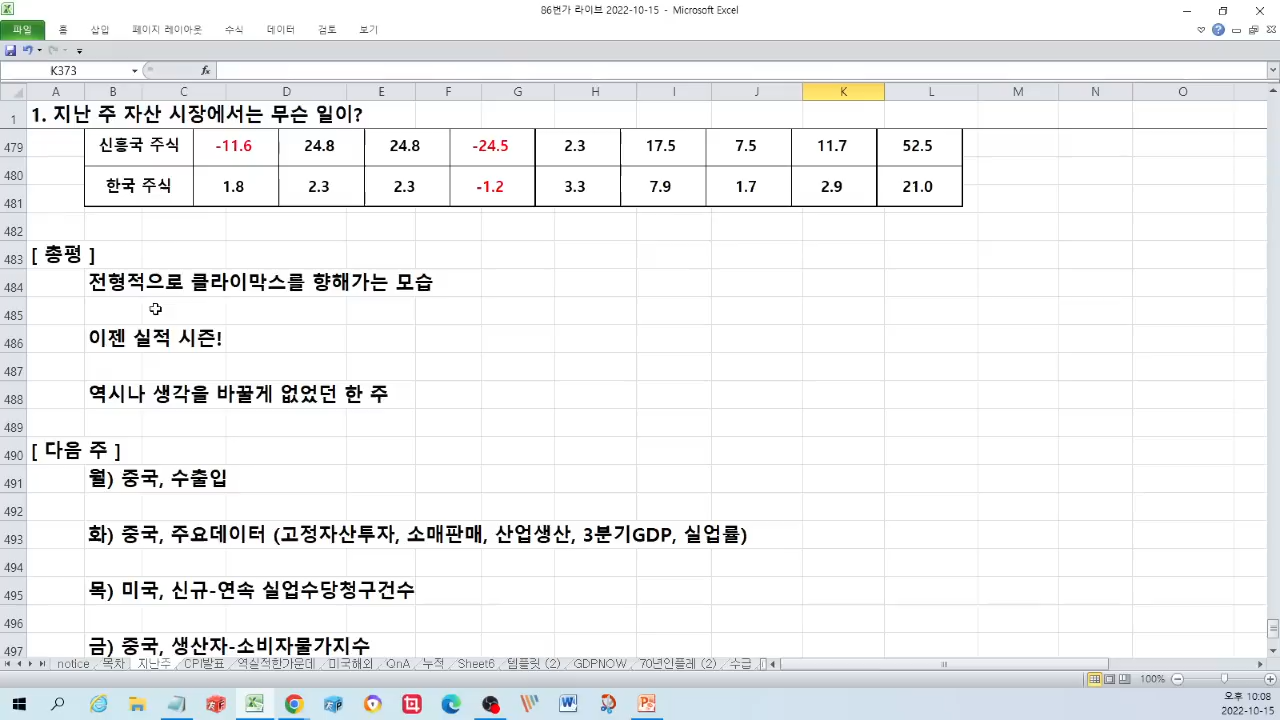 86번가 라이브 2022-10-15 - Microsoft Excel
파일 홈 삽입 페이지 레이아웃 수식 데이터 검토 보기
K373 fx
A B C D E F G H I J K L M N O
1 1. 지난 주 자산 시장에서는 무슨 일이?
479 신흥국 주식 -11.6 24.8 24.8 -24.5 2.3 17.5 7.5 11.7 52.5
480
481 한국 주식 1.8 2.3 2.3 -1.2 3.3 7.9 1.7 2.9 21.0
482
483 [ 총평 ]
484 전형적으로 클라이막스를 향해가는 모습
485
486 이젠 실적 시즌!
487
488 역시나 생각을 바꿀게 없었던 한 주
489
490 [ 다음 주 ]
491 월) 중국, 수출입
492
493 화) 중국, 주요데이터 (고정자산투자, 소매판매, 산업생산, 3분기GDP, 실업률)
494
495 목) 미국, 신규-연속 실업수당청구건수
496
497 금) 중국, 생산자-소비자물가지수
notice 목차 지난주 CPI발표 역실적한가운데 미국해외 QnA 누적 Sheet6 템플릿 (2) GDPNOW 70년인플레 (2) 수급
100%
오후 10:08
2022-10-15